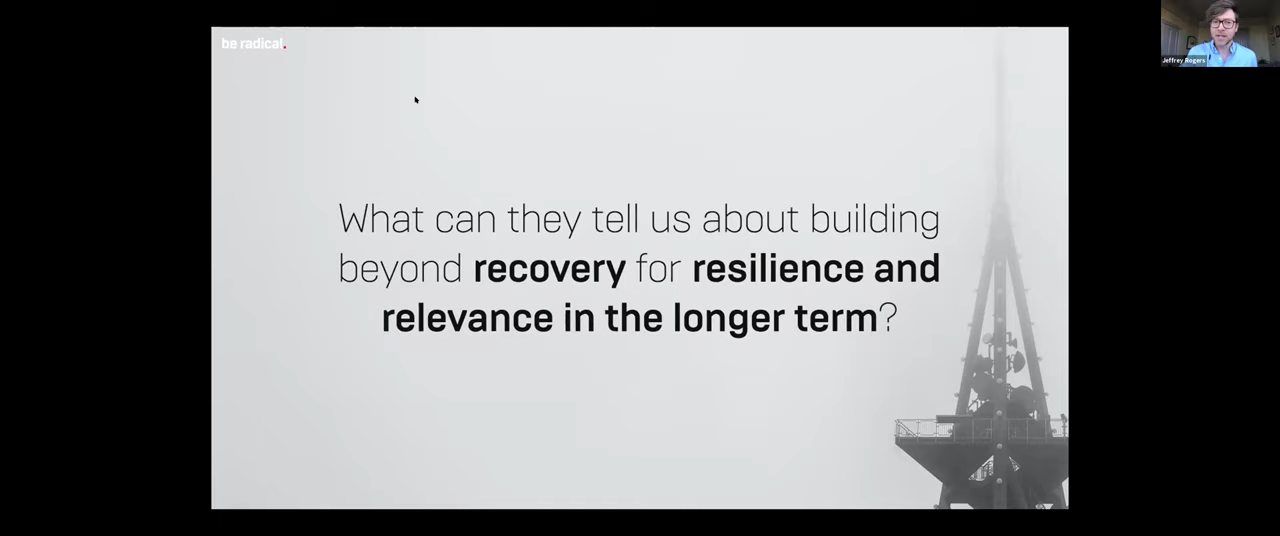 be radical.
Jeffrey Rogers
What can they tell us about building
beyond recovery for resilience and
relevance in the longer term?